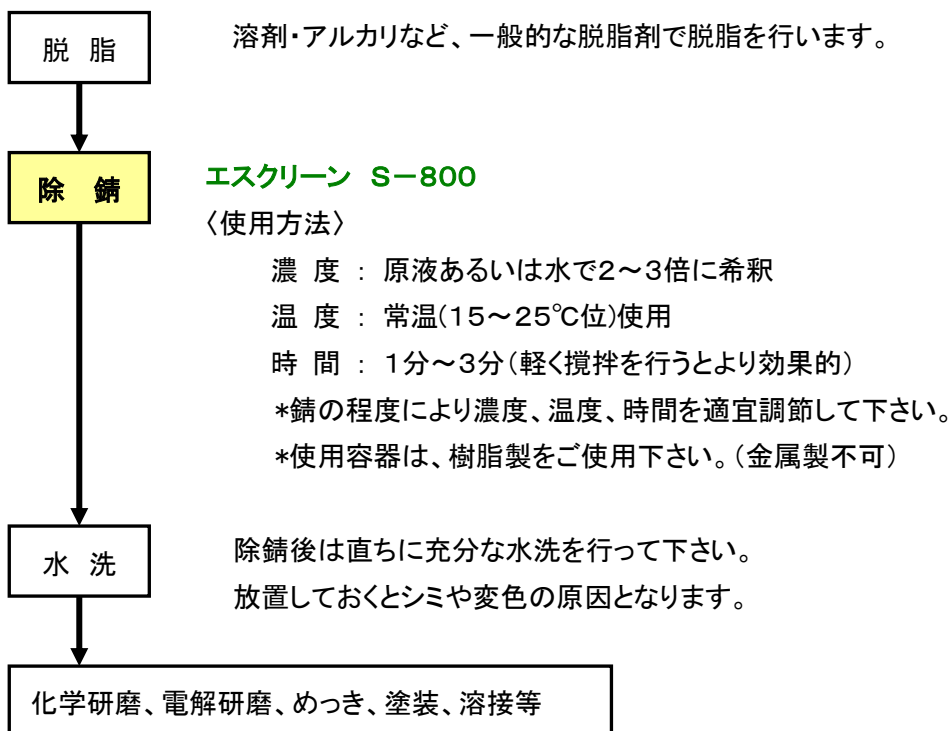 脱 脂
溶剤・アルカリなど、一般的な脱脂剤で脱脂を行います。
除 錆
エスクリーン S－800
〈使用方法〉
濃 度 ： 原液あるいは水で2～3倍に希釈
温 度 ： 常温(15～25℃位)使用
時 間 ： 1分～3分（軽く撹拌を行うとより効果的）
*錆の程度により濃度、温度、時間を適宜調節して下さい。
*使用容器は、樹脂製をご使用下さい。（金属製不可）
水 洗
除錆後は直ちに充分な水洗を行って下さい。
放置しておくとシミや変色の原因となります。
化学研磨、電解研磨、めっき、塗装、溶接等